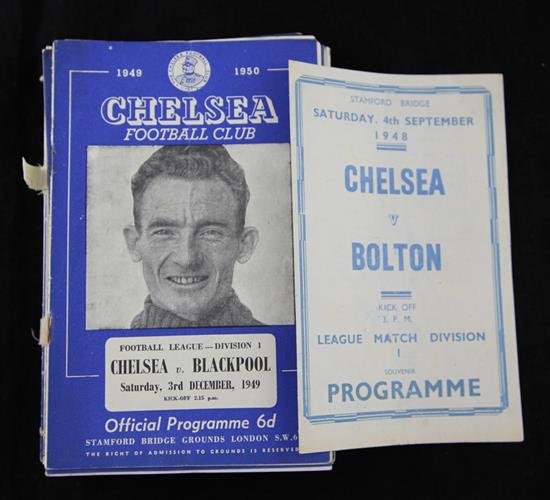 1949 1950
CHELSEA
FOOTBALL CLUB
FOOTBALL LEAGUE — DIVISION 1
CHELSEA v. BLACKPOOL
Saturday, 3rd DECEMBER, 1949
KICK-OFF 2.15 p.m.
Official Programme 6d
STAMFORD BRIDGE GROUNDS LONDON S.W.6
THE RIGHT OF ADMISSION TO GROUNDS IS RESERVED
STAMFORD BRIDGE
SATURDAY, 4th SEPTEMBER
1948
CHELSEA
v
BOLTON
KICK OFF
3 P. M.
LEAGUE MATCH DIVISION
1
SOUVENIR
PROGRAMME